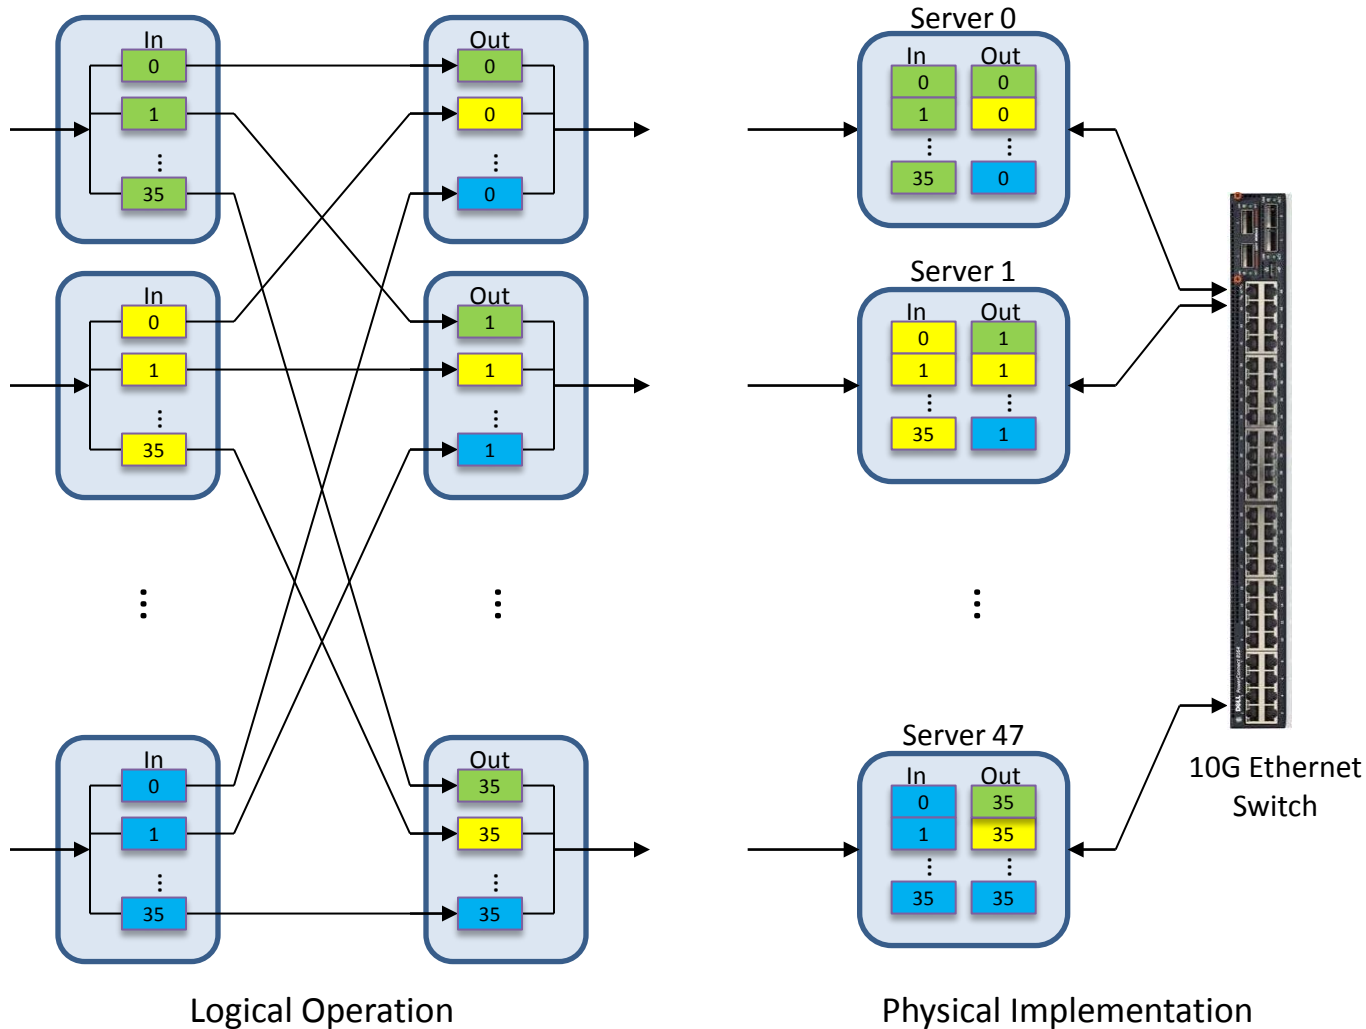 In
0
1
...
35
Out
0
0
...
0
In
0
1
...
35
Out
1
1
...
1
...
...
In
0
1
...
35
Out
35
35
...
35
Logical Operation
Server 0
In Out
0 0
1 0
... ...
35 0
Server 1
In Out
0 1
1 1
... ...
35 1
...
Server 47
In Out
0 35
1 35
... ...
35 35
DELL PowerConnect 8164
10G Ethernet
Switch
Physical Implementation